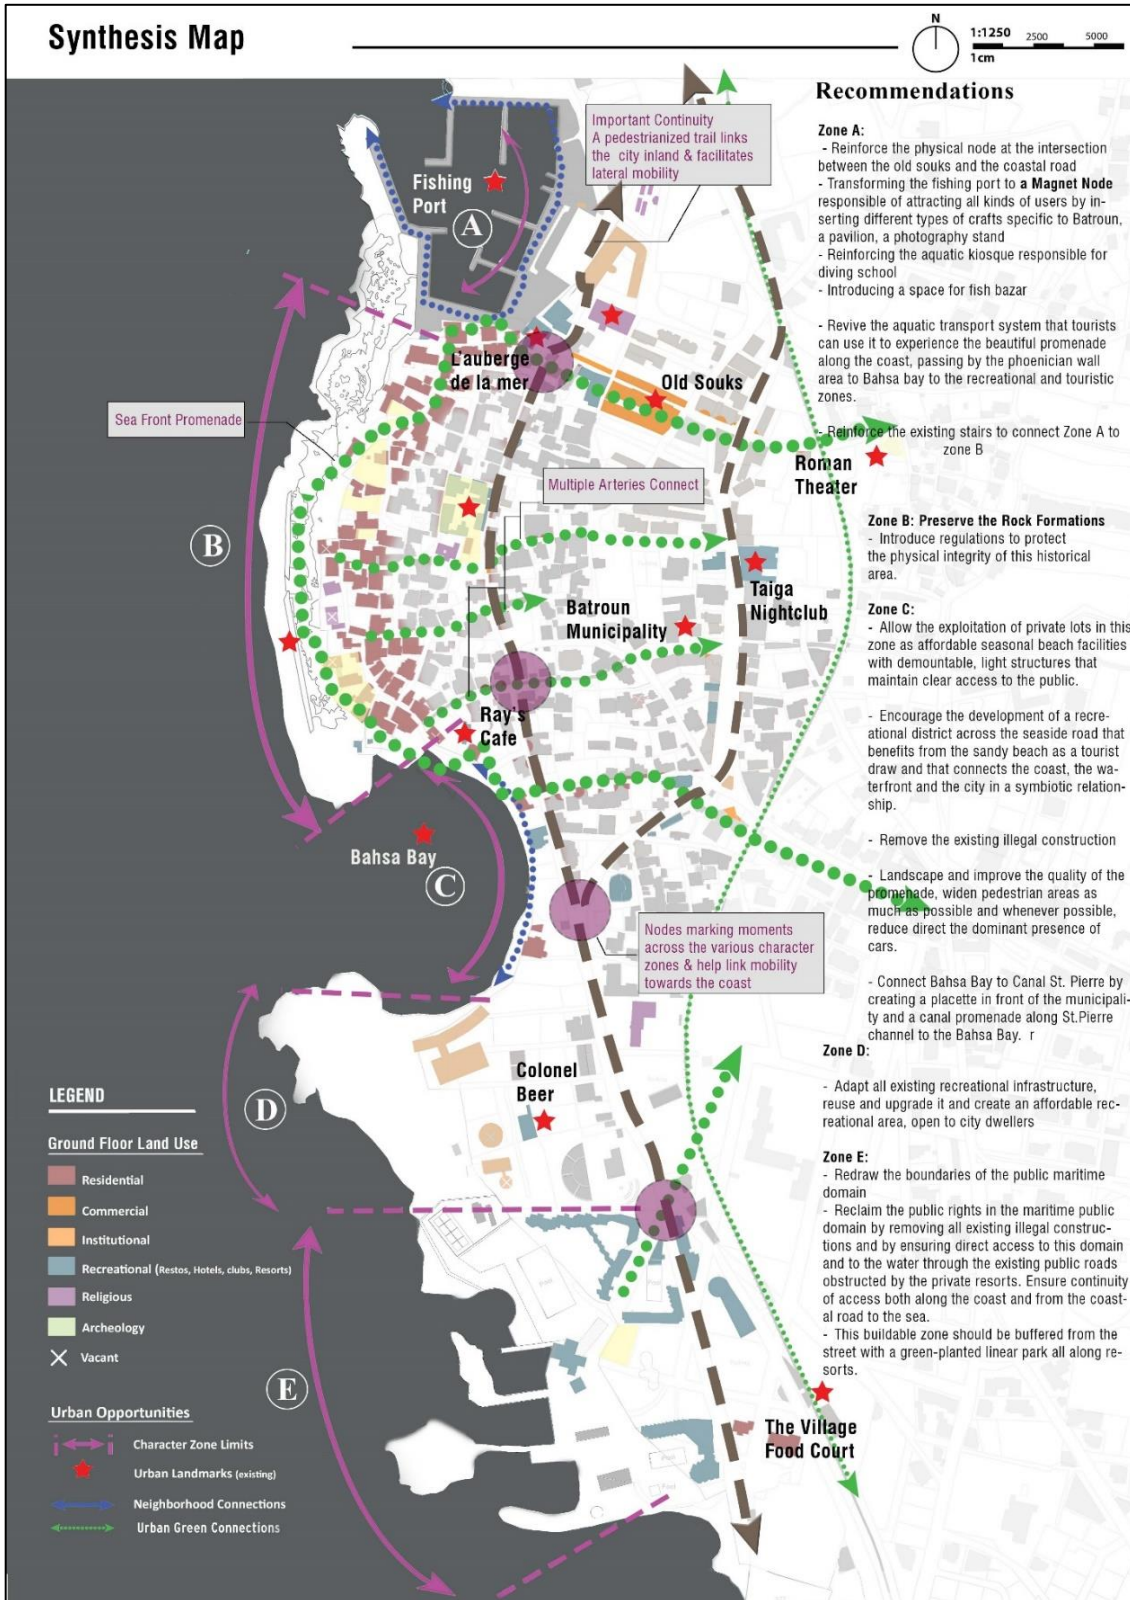 Synthesis Map
N
1:1250 2500 5000
1cm
Recommendations
Zone A:
- Reinforce the physical node at the intersection
between the old souks and the coastal road
- Transforming the fishing port to a Magnet Node
responsible of attracting all kinds of users by in-
serting different types of crafts specific to Batroun,
a pavilion, a photography stand
- Reinforcing the aquatic kiosque responsible for
diving school
- Introducing a space for fish bazar
- Revive the aquatic transport system that tourists
can use it to experience the beautiful promenade
along the coast, passing by the phoenician wall
area to Bahsa bay to the recreational and touristic
zones.
- Reinforce the existing stairs to connect Zone A to
zone B
Zone B: Preserve the Rock Formations
- Introduce regulations to protect
the physical integrity of this historical
area.
Zone C:
- Allow the exploitation of private lots in this
zone as affordable seasonal beach facilities
with demountable, light structures that
maintain clear access to the public.
- Encourage the development of a recre-
ational district across the seaside road that
benefits from the sandy beach as a tourist
draw and that connects the coast, the wa-
terfront and the city in a symbiotic relation-
ship.
- Remove the existing illegal construction
- Landscape and improve the quality of the
promenade, widen pedestrian areas as
much as possible and whenever possible,
reduce direct the dominant presence of
cars.
- Connect Bahsa Bay to Canal St. Pierre by
creating a placette in front of the municipali-
ty and a canal promenade along St.Pierre
channel to the Bahsa Bay. r
Zone D:
- Adapt all existing recreational infrastructure,
reuse and upgrade it and create an affordable rec-
reational area, open to city dwellers
Zone E:
- Redraw the boundaries of the public maritime
domain
- Reclaim the public rights in the maritime public
domain by removing all existing illegal construc-
tions and by ensuring direct access to this domain
and to the water through the existing public roads
obstructed by the private resorts. Ensure continuity
of access both along the coast and from the coast-
al road to the sea.
- This buildable zone should be buffered from the
street with a green-planted linear park all along re-
sorts.
Important Continuity
A pedestrianized trail links
the city inland & facilitates
lateral mobility
Fishing
Port
A
L'auberge
de la mer
Old Souks
Sea Front Promenade
Roman
Theater
Multiple Arteries Connect
B
Taiga
Nightclub
Batroun
Municipality
Ray's
Cafe
Bahsa Bay
C
Nodes marking moments
across the various character
zones & help link mobility
towards the coast
Colonel
Beer
D
E
The Village
Food Court
LEGEND
Ground Floor Land Use
Residential
Commercial
Institutional
Recreational (Restos, Hotels, clubs, Resorts)
Religious
Archeology
Vacant
Urban Opportunities
Character Zone Limits
Urban Landmarks (existing)
Neighborhood Connections
Urban Green Connections